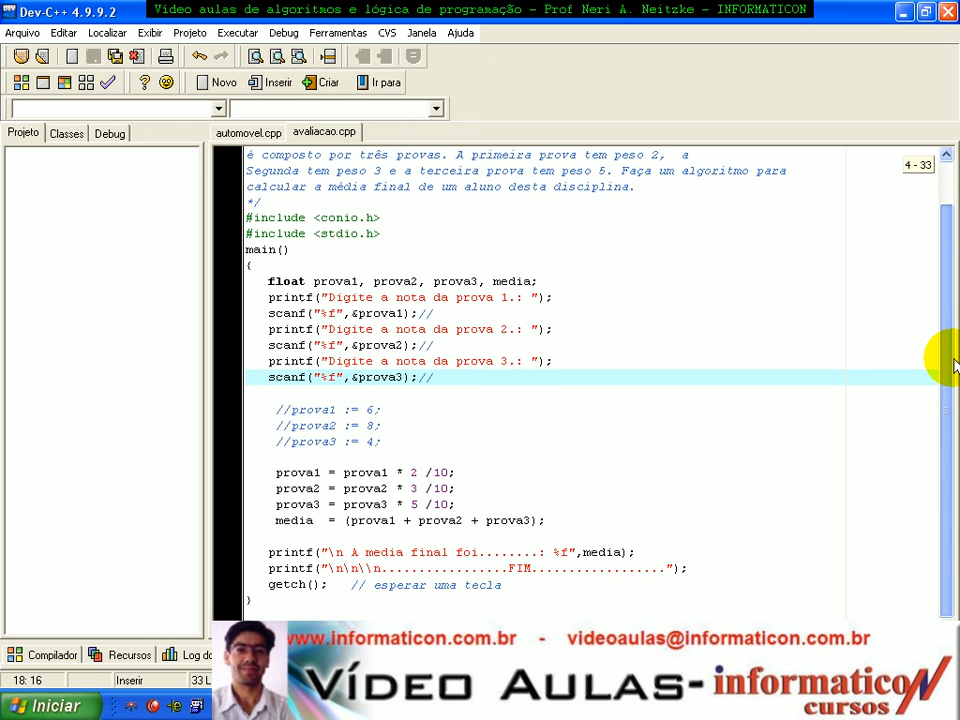 Dev-C++ 4.9.9.2
Vídeo aulas de algoritmos e lógica de programação – Prof Neri A. Neitzke – INFORMATICON
Arquivo Editar Localizar Exibir Projeto Executar Debug Ferramentas CVS Janela Ajuda
Novo Inserir Criar Ir para
Projeto Classes Debug automovel.cpp avaliacao.cpp
é composto por três provas. A primeira prova tem peso 2,  a
4 - 33
Segunda tem peso 3 e a terceira prova tem peso 5. Faça um algoritmo para
calcular a média final de um aluno desta disciplina.
*/
#include <conio.h>
#include <stdio.h>
main()
{
float prova1, prova2, prova3, media;
printf("Digite a nota da prova 1.: ");
scanf("%f",&prova1);//
printf("Digite a nota da prova 2.: ");
scanf("%f",&prova2);//
printf("Digite a nota da prova 3.: ");
scanf("%f",&prova3);//
//prova1 := 6;
//prova2 := 8;
//prova3 := 4;
prova1 = prova1 * 2 /10;
prova2 = prova2 * 3 /10;
prova3 = prova3 * 5 /10;
media  = (prova1 + prova2 + prova3);
printf("\n A media final foi........: %f",media);
printf("\n\n\\n.................FIM..................");
getch();   // esperar uma tecla
}
Compilador Recursos Log do
18: 16 Inserir 33 L
Iniciar
www.informaticon.com.br - videoaulas@informaticon.com.br
Vídeo Aulas- informaticon
cursos